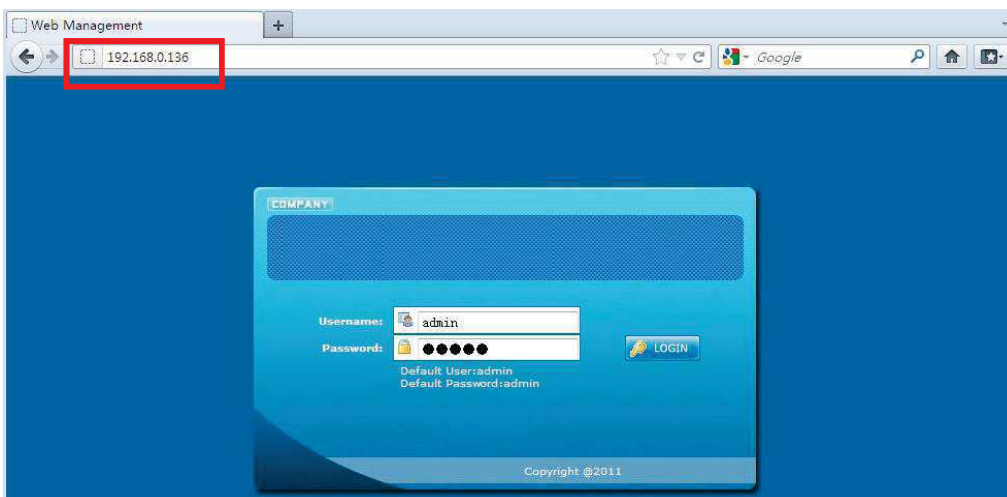 Web Management
+
192.168.0.136
Google
COMPANY
Username: admin
Password: ●●●●●
LOGIN
Default User:admin
Default Password:admin
Copyright @2011